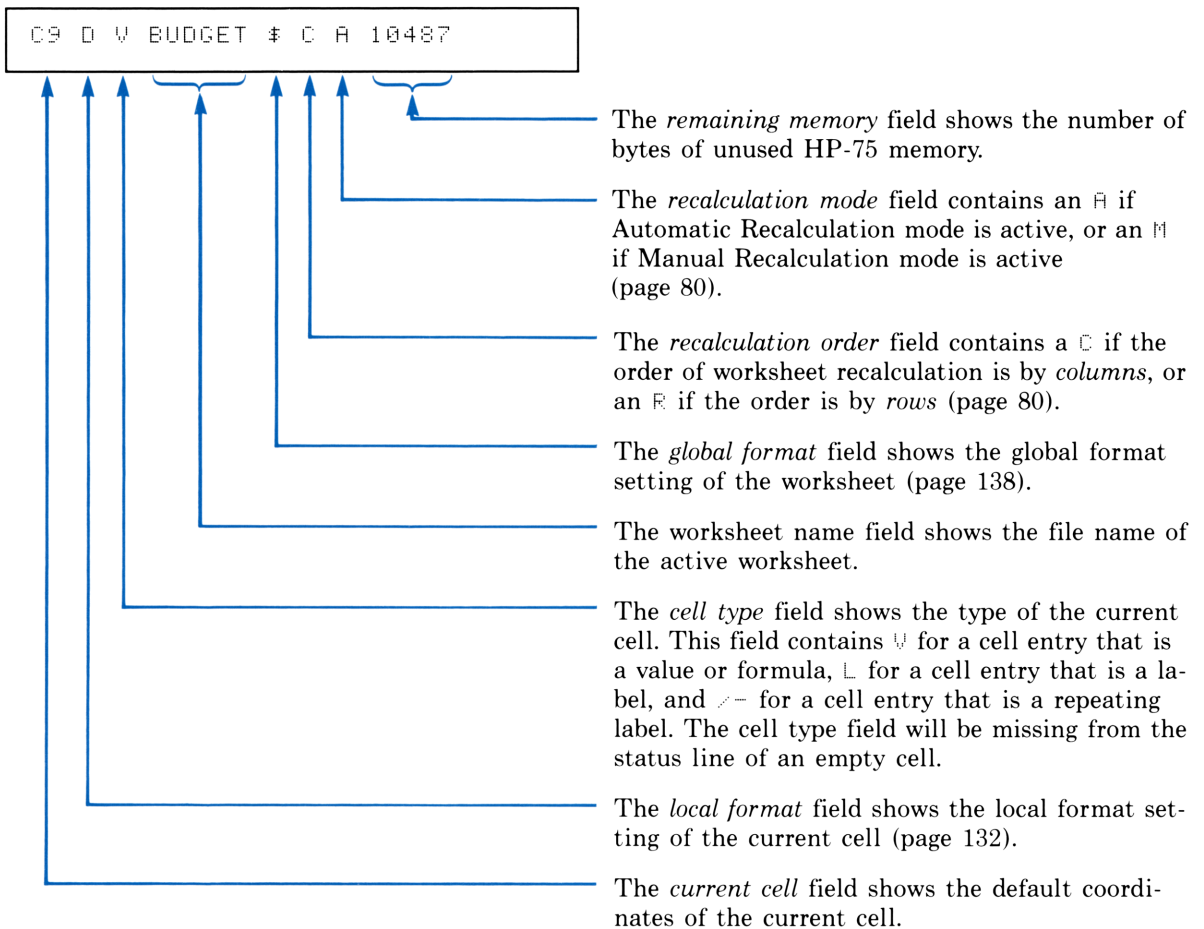 C9 D V BUDGET $ C A 10487
The remaining memory field shows the number of
bytes of unused HP-75 memory.
The recalculation mode field contains an A if
Automatic Recalculation mode is active, or an M
if Manual Recalculation mode is active
(page 80).
The recalculation order field contains a C if the
order of worksheet recalculation is by columns, or
an R if the order is by rows (page 80).
The global format field shows the global format
setting of the worksheet (page 138).
The worksheet name field shows the file name of
the active worksheet.
The cell type field shows the type of the current
cell. This field contains V for a cell entry that is
a value or formula, L for a cell entry that is a la-
bel, and /- for a cell entry that is a repeating
label. The cell type field will be missing from the
status line of an empty cell.
The local format field shows the local format set-
ting of the current cell (page 132).
The current cell field shows the default coordi-
nates of the current cell.